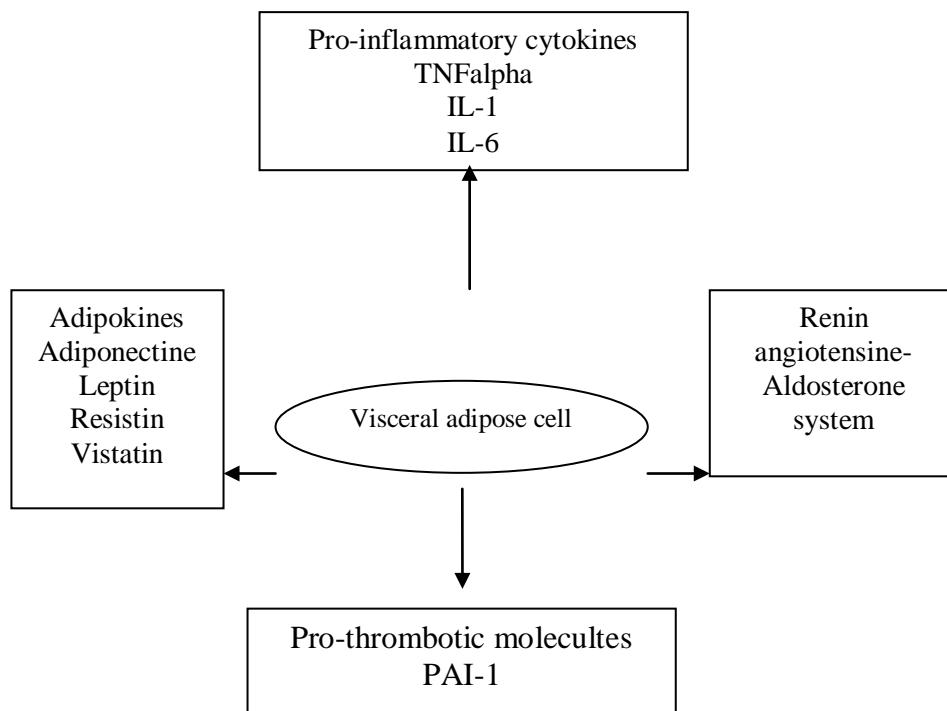 Pro-inflammatory cytokines
TNFalpha
IL-1
IL-6
Adipokines
Adiponectine
Leptin
Resistin
Vistatin
Visceral adipose cell
Renin
angiotensine-
Aldosterone
system
Pro-thrombotic molecultes
PAI-1